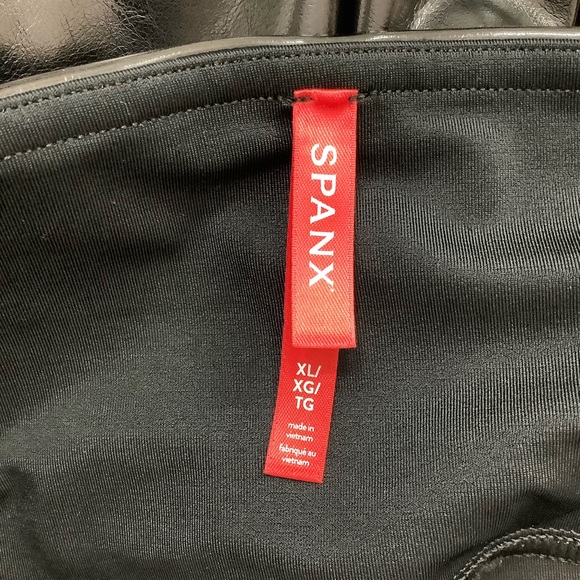 SPANX
XL/
XG/
TG
made in
vietnam
fabriqué au
vietnam